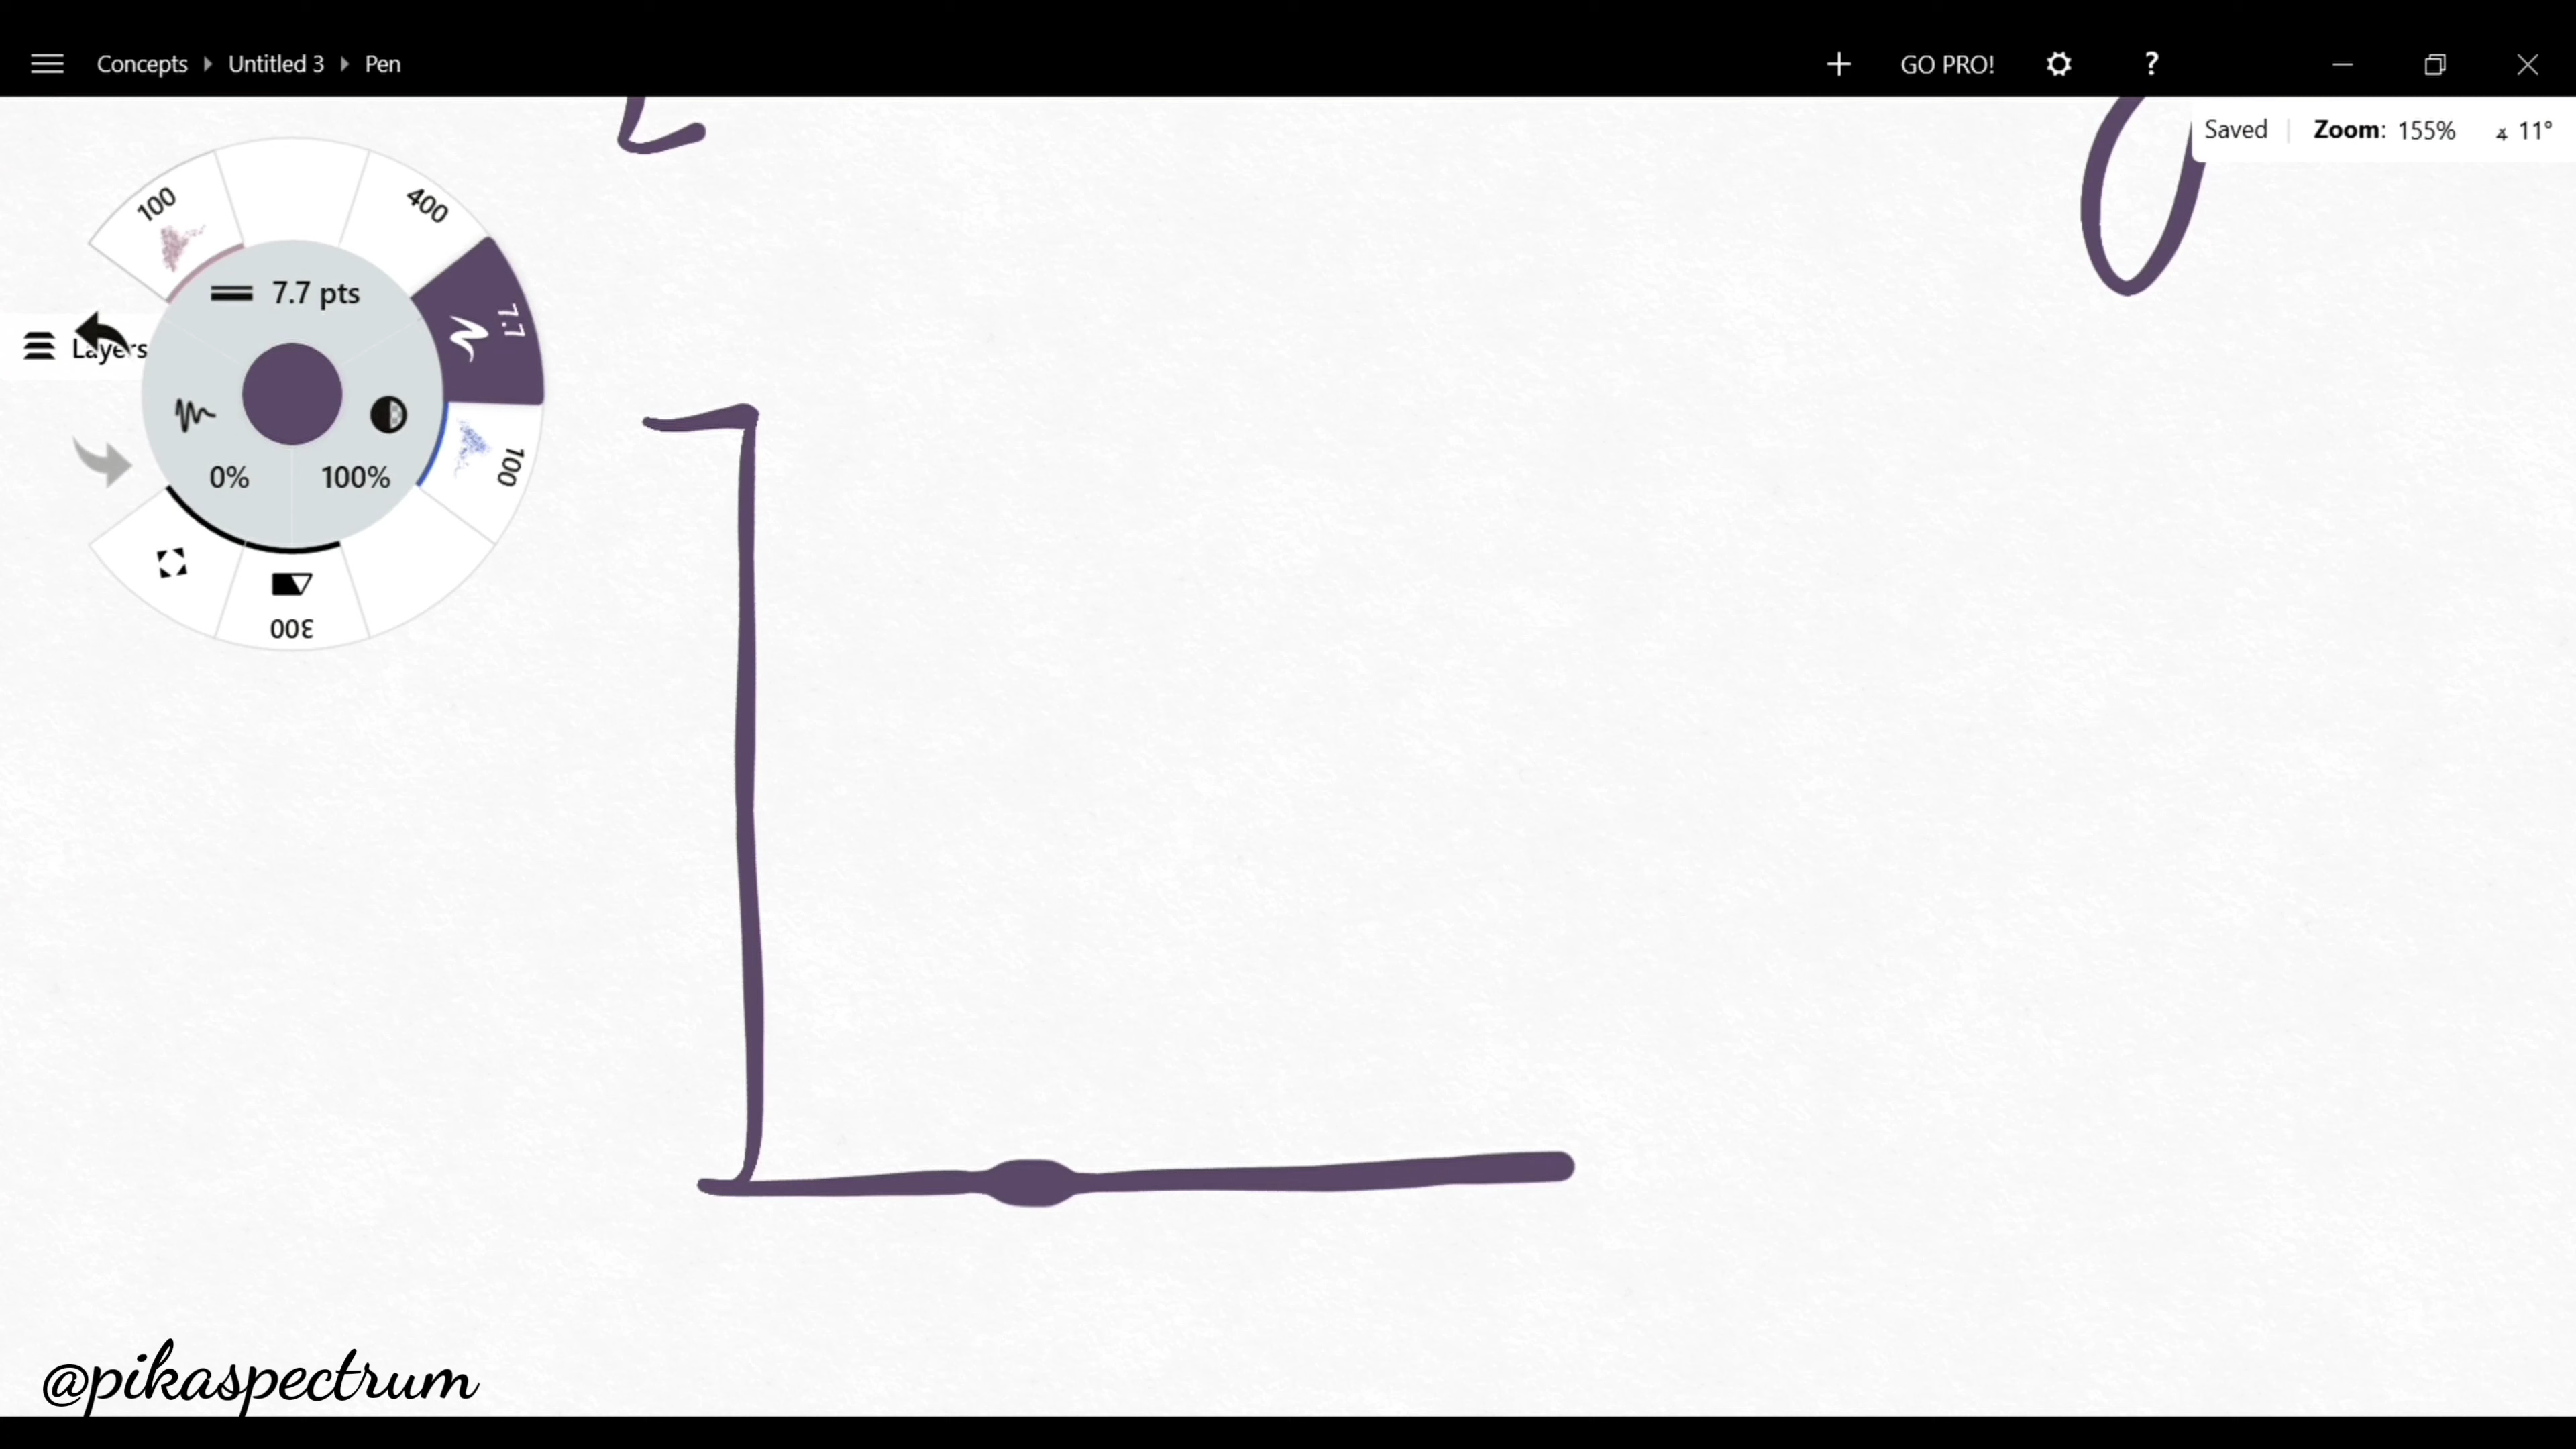 Concepts Untitled 3 Pen GO PRO! ?
Saved Zoom: 155% 11°
100
400
7.7 pts
7.7
Layers
100
0% 100%
300
@pikaspectrum